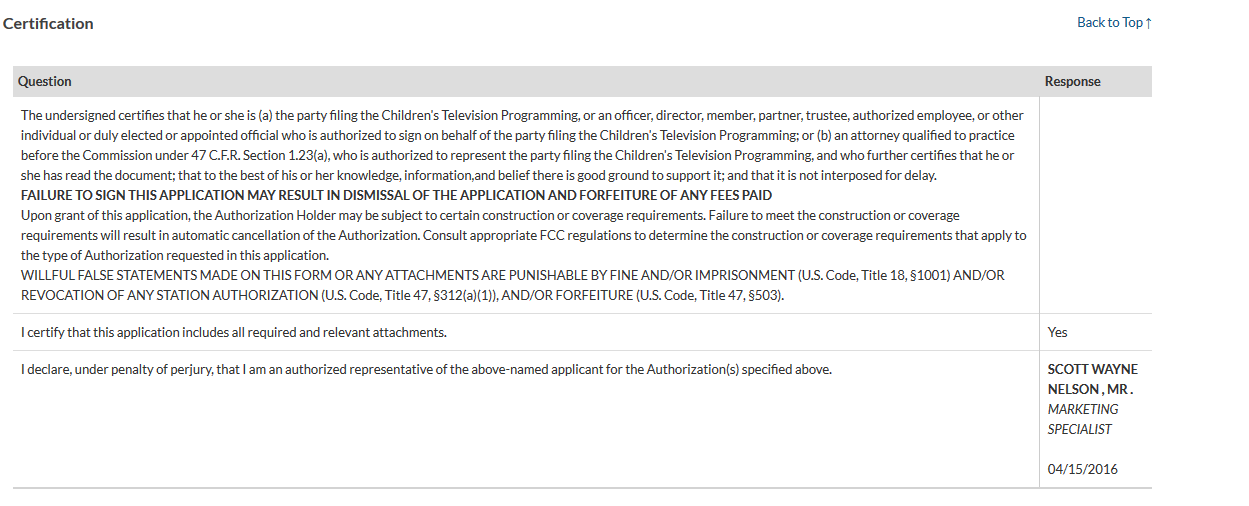 Certification
Back to Top ↑
Question
Response
The undersigned certifies that he or she is (a) the party filing the Children's Television Programming, or an officer, director, member, partner, trustee, authorized employee, or other
individual or duly elected or appointed official who is authorized to sign on behalf of the party filing the Children's Television Programming; or (b) an attorney qualified to practice
before the Commission under 47 C.F.R. Section 1.23(a), who is authorized to represent the party filing the Children's Television Programming, and who further certifies that he or
she has read the document; that to the best of his or her knowledge, information,and belief there is good ground to support it; and that it is not interposed for delay.
FAILURE TO SIGN THIS APPLICATION MAY RESULT IN DISMISSAL OF THE APPLICATION AND FORFEITURE OF ANY FEES PAID
Upon grant of this application, the Authorization Holder may be subject to certain construction or coverage requirements. Failure to meet the construction or coverage
requirements will result in automatic cancellation of the Authorization. Consult appropriate FCC regulations to determine the construction or coverage requirements that apply to
the type of Authorization requested in this application.
WILLFUL FALSE STATEMENTS MADE ON THIS FORM OR ANY ATTACHMENTS ARE PUNISHABLE BY FINE AND/OR IMPRISONMENT (U.S. Code, Title 18, §1001) AND/OR
REVOCATION OF ANY STATION AUTHORIZATION (U.S. Code, Title 47, §312(a)(1)), AND/OR FORFEITURE (U.S. Code, Title 47, §503).
I certify that this application includes all required and relevant attachments.
Yes
I declare, under penalty of perjury, that I am an authorized representative of the above-named applicant for the Authorization(s) specified above.
SCOTT WAYNE
NELSON , MR .
MARKETING
SPECIALIST
04/15/2016